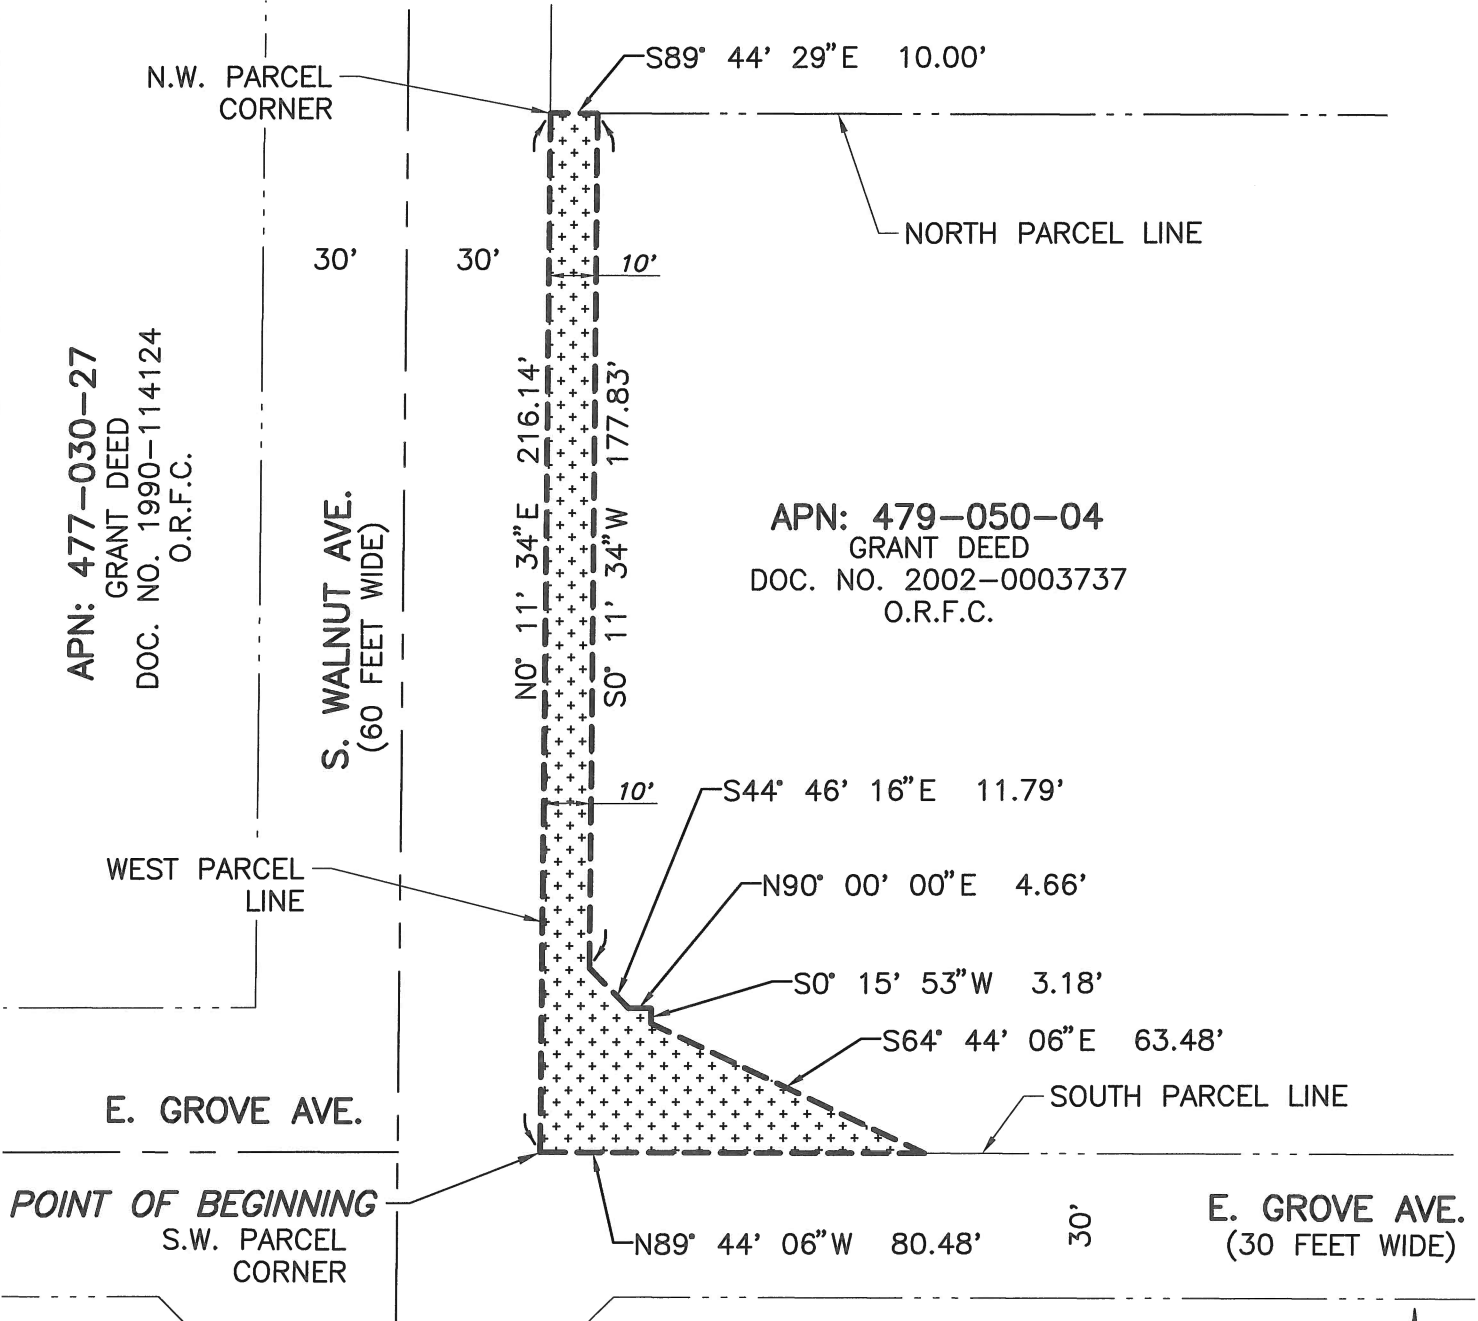 S89° 44' 29"E 10.00'
N.W. PARCEL
CORNER
NORTH PARCEL LINE
30'
30'
10'
APN: 477-030-27
GRANT DEED
DOC. NO. 1990-114124
O.R.F.C.
S. WALNUT AVE.
(60 FEET WIDE)
N0° 11' 34"E 216.14'
S0° 11' 34"W 177.83'
APN: 479-050-04
GRANT DEED
DOC. NO. 2002-0003737
O.R.F.C.
10'
S44° 46' 16"E 11.79'
WEST PARCEL
LINE
N90° 00' 00"E 4.66'
S0° 15' 53"W 3.18'
S64° 44' 06"E 63.48'
E. GROVE AVE.
SOUTH PARCEL LINE
POINT OF BEGINNING
S.W. PARCEL
CORNER
N89° 44' 06"W 80.48'
30'
E. GROVE AVE.
(30 FEET WIDE)